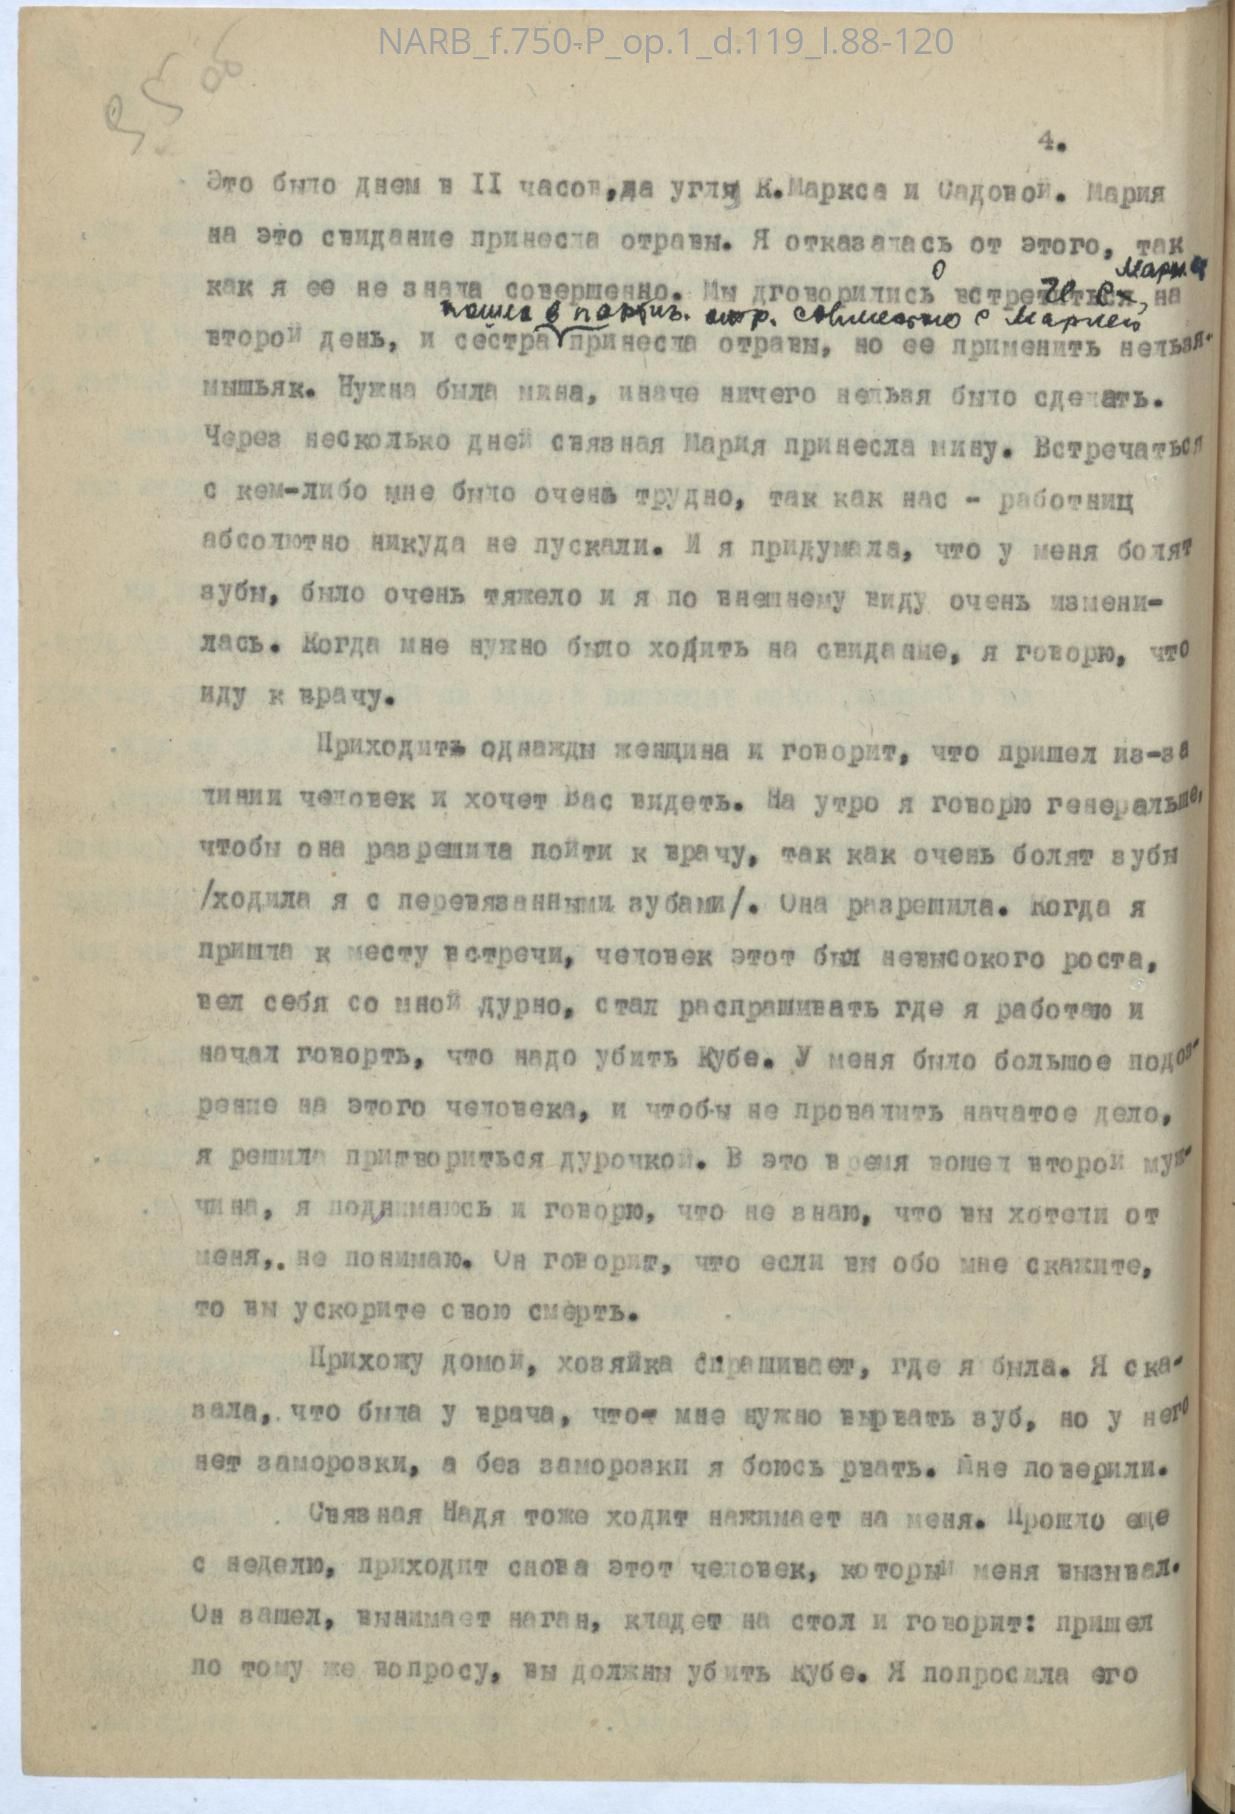 NARB_f.750-P_op.1_d.119_l.88-120
4.
Это было днем в II часов, на углу К.Маркса и Садовой. Мария
на это свидание принесла отравы. Я отказалась от этого, так
Мария
как я ее не знала совершенно. Мы дговорились о встретиться, на
пошла в партиз. отр. совместно с Марией
второй день, и сестра принесла отравы, но ее применить нельзя-
мышьяк. Нужна была мина, иначе ничего нельзя было сделать.
Через несколько дней связная Мария принесла мину. Встречаться
с кем-либо мне было очень трудно, так как нас - работниц
абсолютно никуда не пускали. И я придумала, что у меня болят
зубы, было очень тяжело и я по внешнему виду очень измени-
лась. Когда мне нужно было ходить на свидание, я говорю, что
иду к врачу.
Приходить однажды женщина и говорит, что пришел из-за
линии человек и хочет Вас видеть. На утро я говорю генеральше,
чтобы она разрешила пойти к врачу, так как очень болят зубы
/ходила я с перевязанными зубами/. Она разрешила. Когда я
пришла к месту встречи, человек этот был невысокого роста,
вел себя со мной дурно, стал распрашивать где я работаю и
начал говорть, что надо убить Кубе. У меня было большое подоз-
рение на этого человека, и чтобы не провалить начатое дело,
я решила притвориться дурочкой. В это время вошел второй муж-
чина, я поднимаюсь и говорю, что не знаю, что вы хотели от
меня,. не понимаю. Он говорит, что если вы обо мне скажите,
то вы ускорите свою смерть.
Прихожу домой, хозяйка спрашивает, где я была. Я ска-
зала, что была у врача, что мне нужно вырвать зуб, но у него
нет заморозки, а без заморозки я боюсь рвать. Мне поверили.
Связная Надя тоже ходит нажимает на меня. Прошло еще
с неделю, приходит снова этот человек, который меня вызывал.
Он зашел, вынимает наган, кладет на стол и говорит: пришел
по тому же вопросу, вы должны убить Кубе. Я попросила его